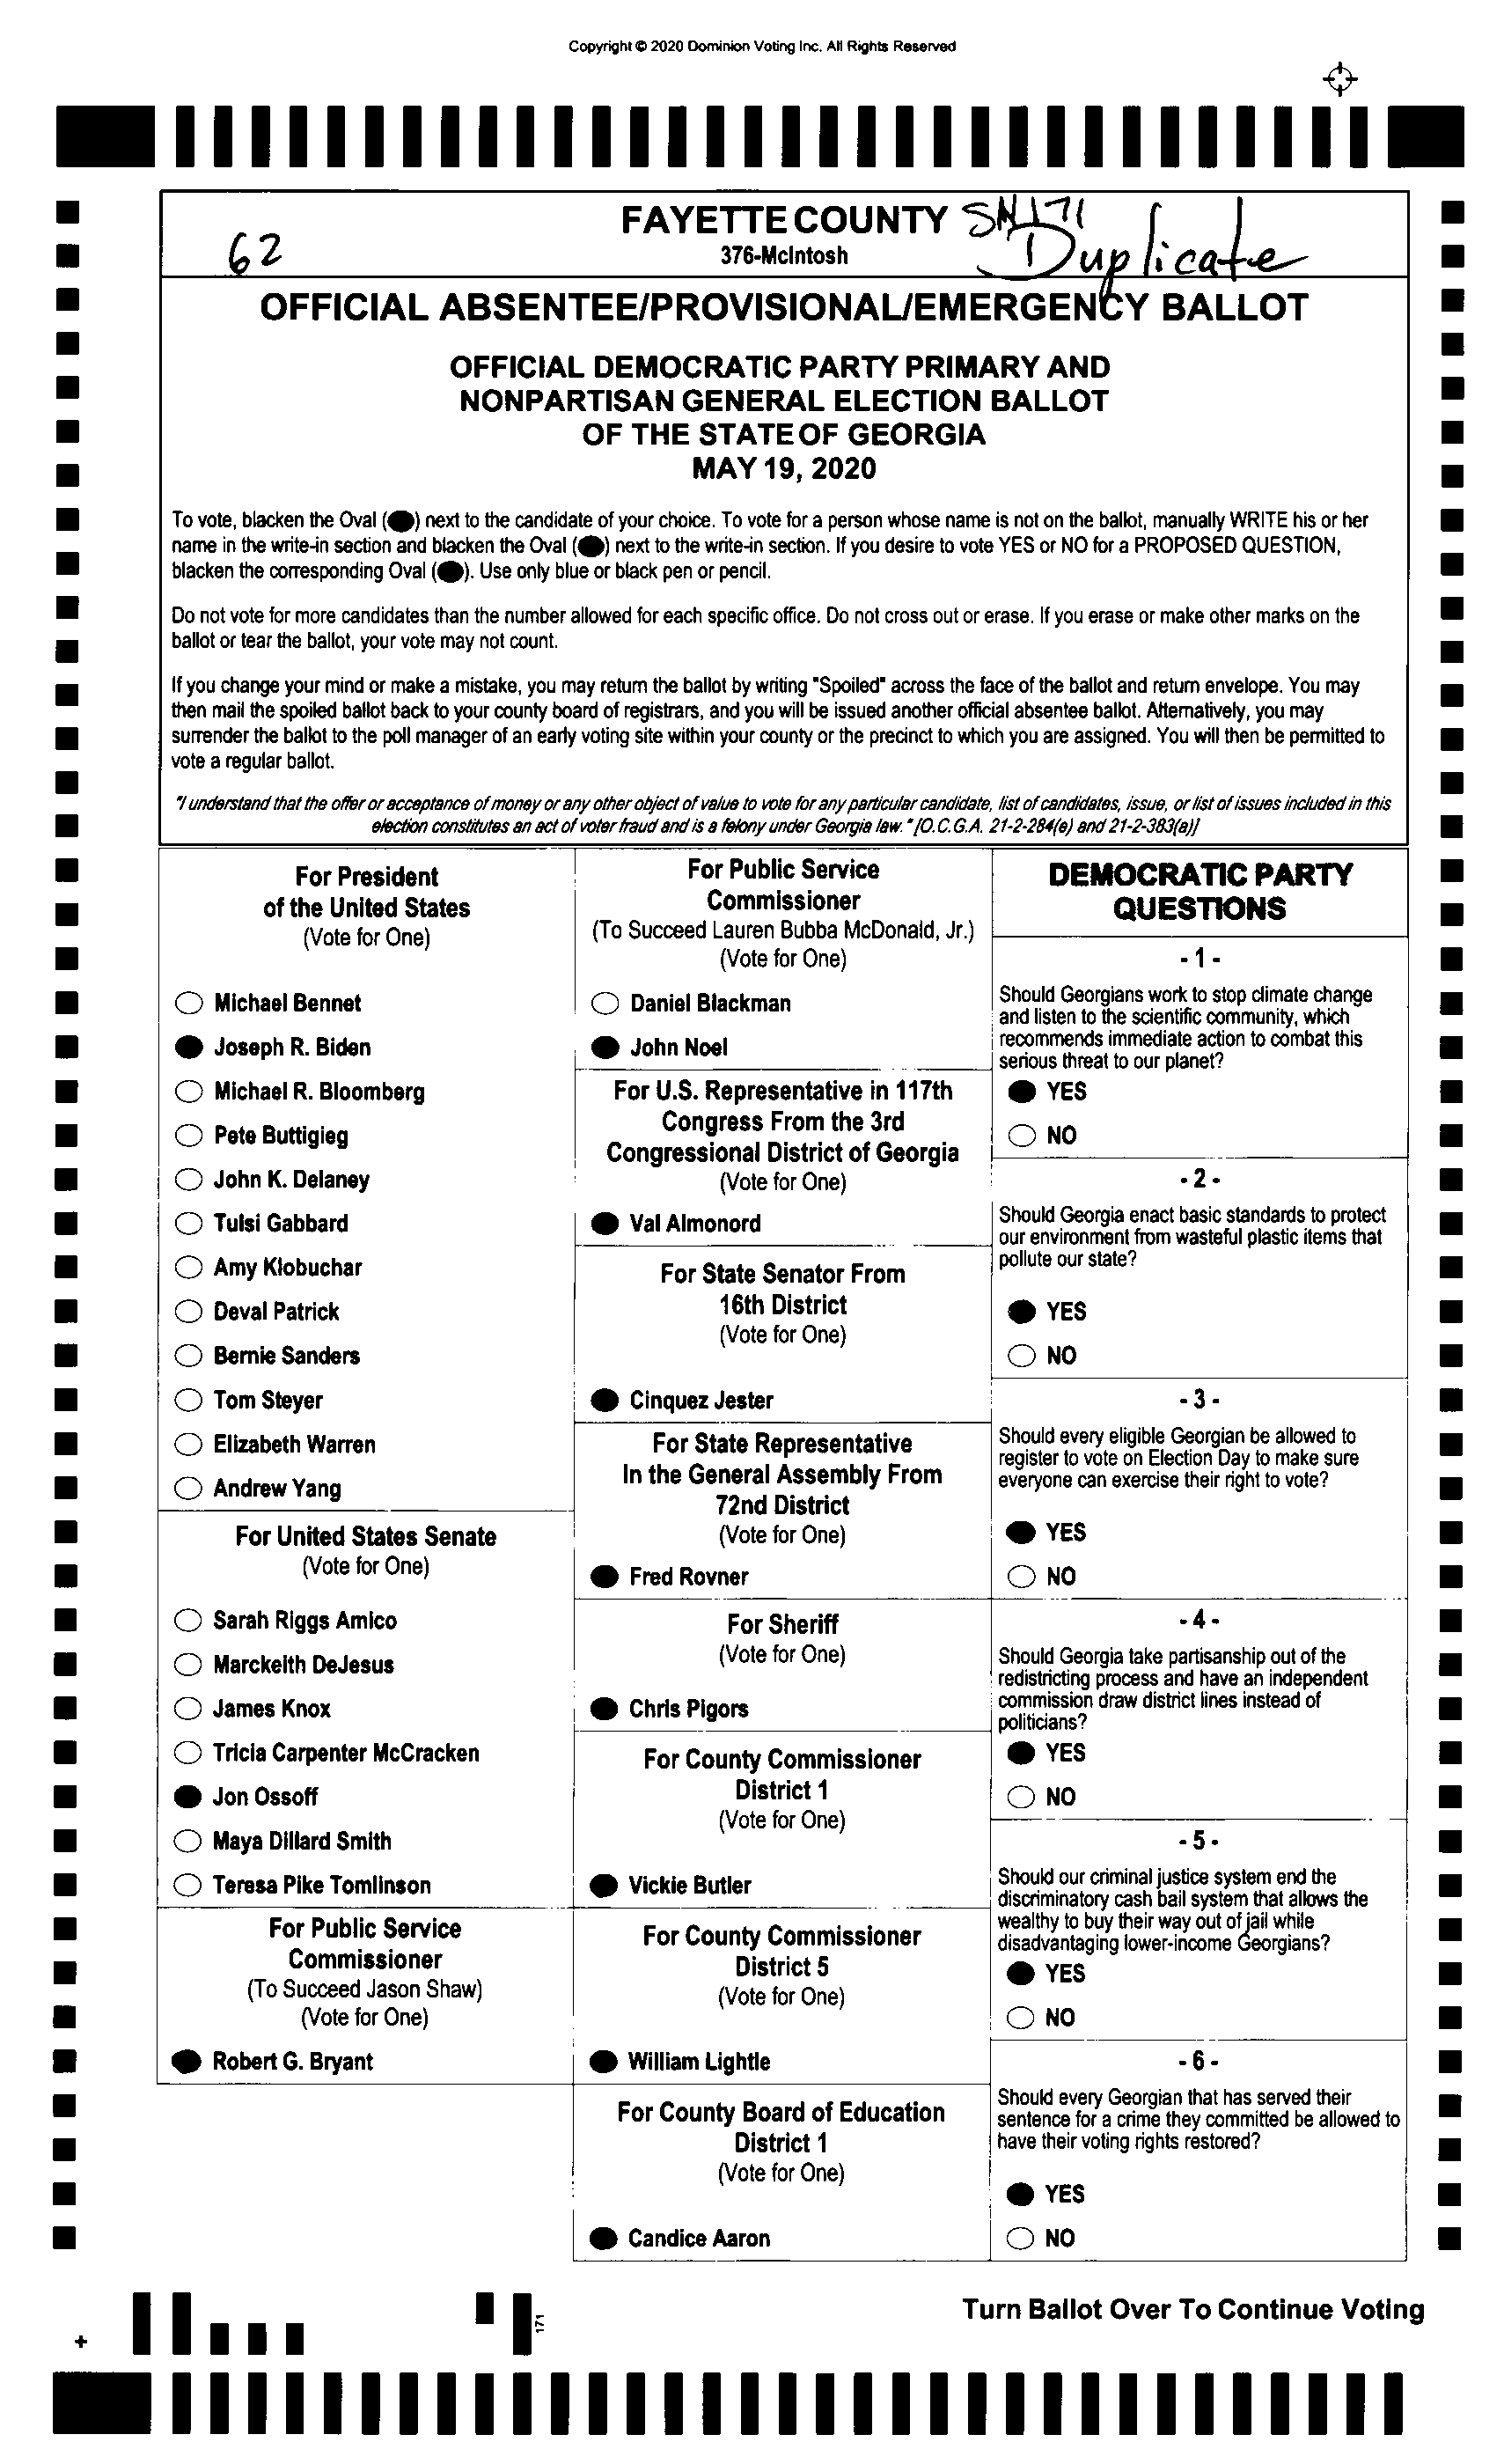 Copyright © 2020 Dominion Voting Inc. All Rights Reserved
FAYETTE COUNTY
SN 171
62
376-McIntosh
Duplicate
OFFICIAL ABSENTEE/PROVISIONAL/EMERGENCY BALLOT
OFFICIAL DEMOCRATIC PARTY PRIMARY AND
NONPARTISAN GENERAL ELECTION BALLOT
OF THE STATE OF GEORGIA
MAY 19, 2020
To vote, blacken the Oval (⬬) next to the candidate of your choice. To vote for a person whose name is not on the ballot, manually WRITE his or her
name in the write-in section and blacken the Oval (⬬) next to the write-in section. If you desire to vote YES or NO for a PROPOSED QUESTION,
blacken the corresponding Oval (⬬). Use only blue or black pen or pencil.
Do not vote for more candidates than the number allowed for each specific office. Do not cross out or erase. If you erase or make other marks on the
ballot or tear the ballot, your vote may not count.
If you change your mind or make a mistake, you may return the ballot by writing "Spoiled" across the face of the ballot and return envelope. You may
then mail the spoiled ballot back to your county board of registrars, and you will be issued another official absentee ballot. Alternatively, you may
surrender the ballot to the poll manager of an early voting site within your county or the precinct to which you are assigned. You will then be permitted to
vote a regular ballot.
"I understand that the offer or acceptance of money or any other object of value to vote for any particular candidate, list of candidates, issue, or list of issues included in this
election constitutes an act of voter fraud and is a felony under Georgia law." [O.C.G.A. 21-2-284(e) and 21-2-383(a)]
For President
of the United States
(Vote for One)
Michael Bennet
Joseph R. Biden
Michael R. Bloomberg
Pete Buttigieg
John K. Delaney
Tulsi Gabbard
Amy Klobuchar
Deval Patrick
Bernie Sanders
Tom Steyer
Elizabeth Warren
Andrew Yang
For United States Senate
(Vote for One)
Sarah Riggs Amico
Marckeith DeJesus
James Knox
Tricia Carpenter McCracken
Jon Ossoff
Maya Dillard Smith
Teresa Pike Tomlinson
For Public Service
Commissioner
(To Succeed Jason Shaw)
(Vote for One)
Robert G. Bryant
For Public Service
Commissioner
(To Succeed Lauren Bubba McDonald, Jr.)
(Vote for One)
Daniel Blackman
John Noel
For U.S. Representative in 117th
Congress From the 3rd
Congressional District of Georgia
(Vote for One)
Val Almonord
For State Senator From
16th District
(Vote for One)
Cinquez Jester
For State Representative
In the General Assembly From
72nd District
(Vote for One)
Fred Rovner
For Sheriff
(Vote for One)
Chris Pigors
For County Commissioner
District 1
(Vote for One)
Vickie Butler
For County Commissioner
District 5
(Vote for One)
William Lightle
For County Board of Education
District 1
(Vote for One)
Candice Aaron
DEMOCRATIC PARTY
QUESTIONS
- 1 -
Should Georgians work to stop climate change
and listen to the scientific community, which
recommends immediate action to combat this
serious threat to our planet?
YES
NO
- 2 -
Should Georgia enact basic standards to protect
our environment from wasteful plastic items that
pollute our state?
YES
NO
- 3 -
Should every eligible Georgian be allowed to
register to vote on Election Day to make sure
everyone can exercise their right to vote?
YES
NO
- 4 -
Should Georgia take partisanship out of the
redistricting process and have an independent
commission draw district lines instead of
politicians?
YES
NO
- 5 -
Should our criminal justice system end the
discriminatory cash bail system that allows the
wealthy to buy their way out of jail while
disadvantaging lower-income Georgians?
YES
NO
- 6 -
Should every Georgian that has served their
sentence for a crime they committed be allowed to
have their voting rights restored?
YES
NO
Turn Ballot Over To Continue Voting
171